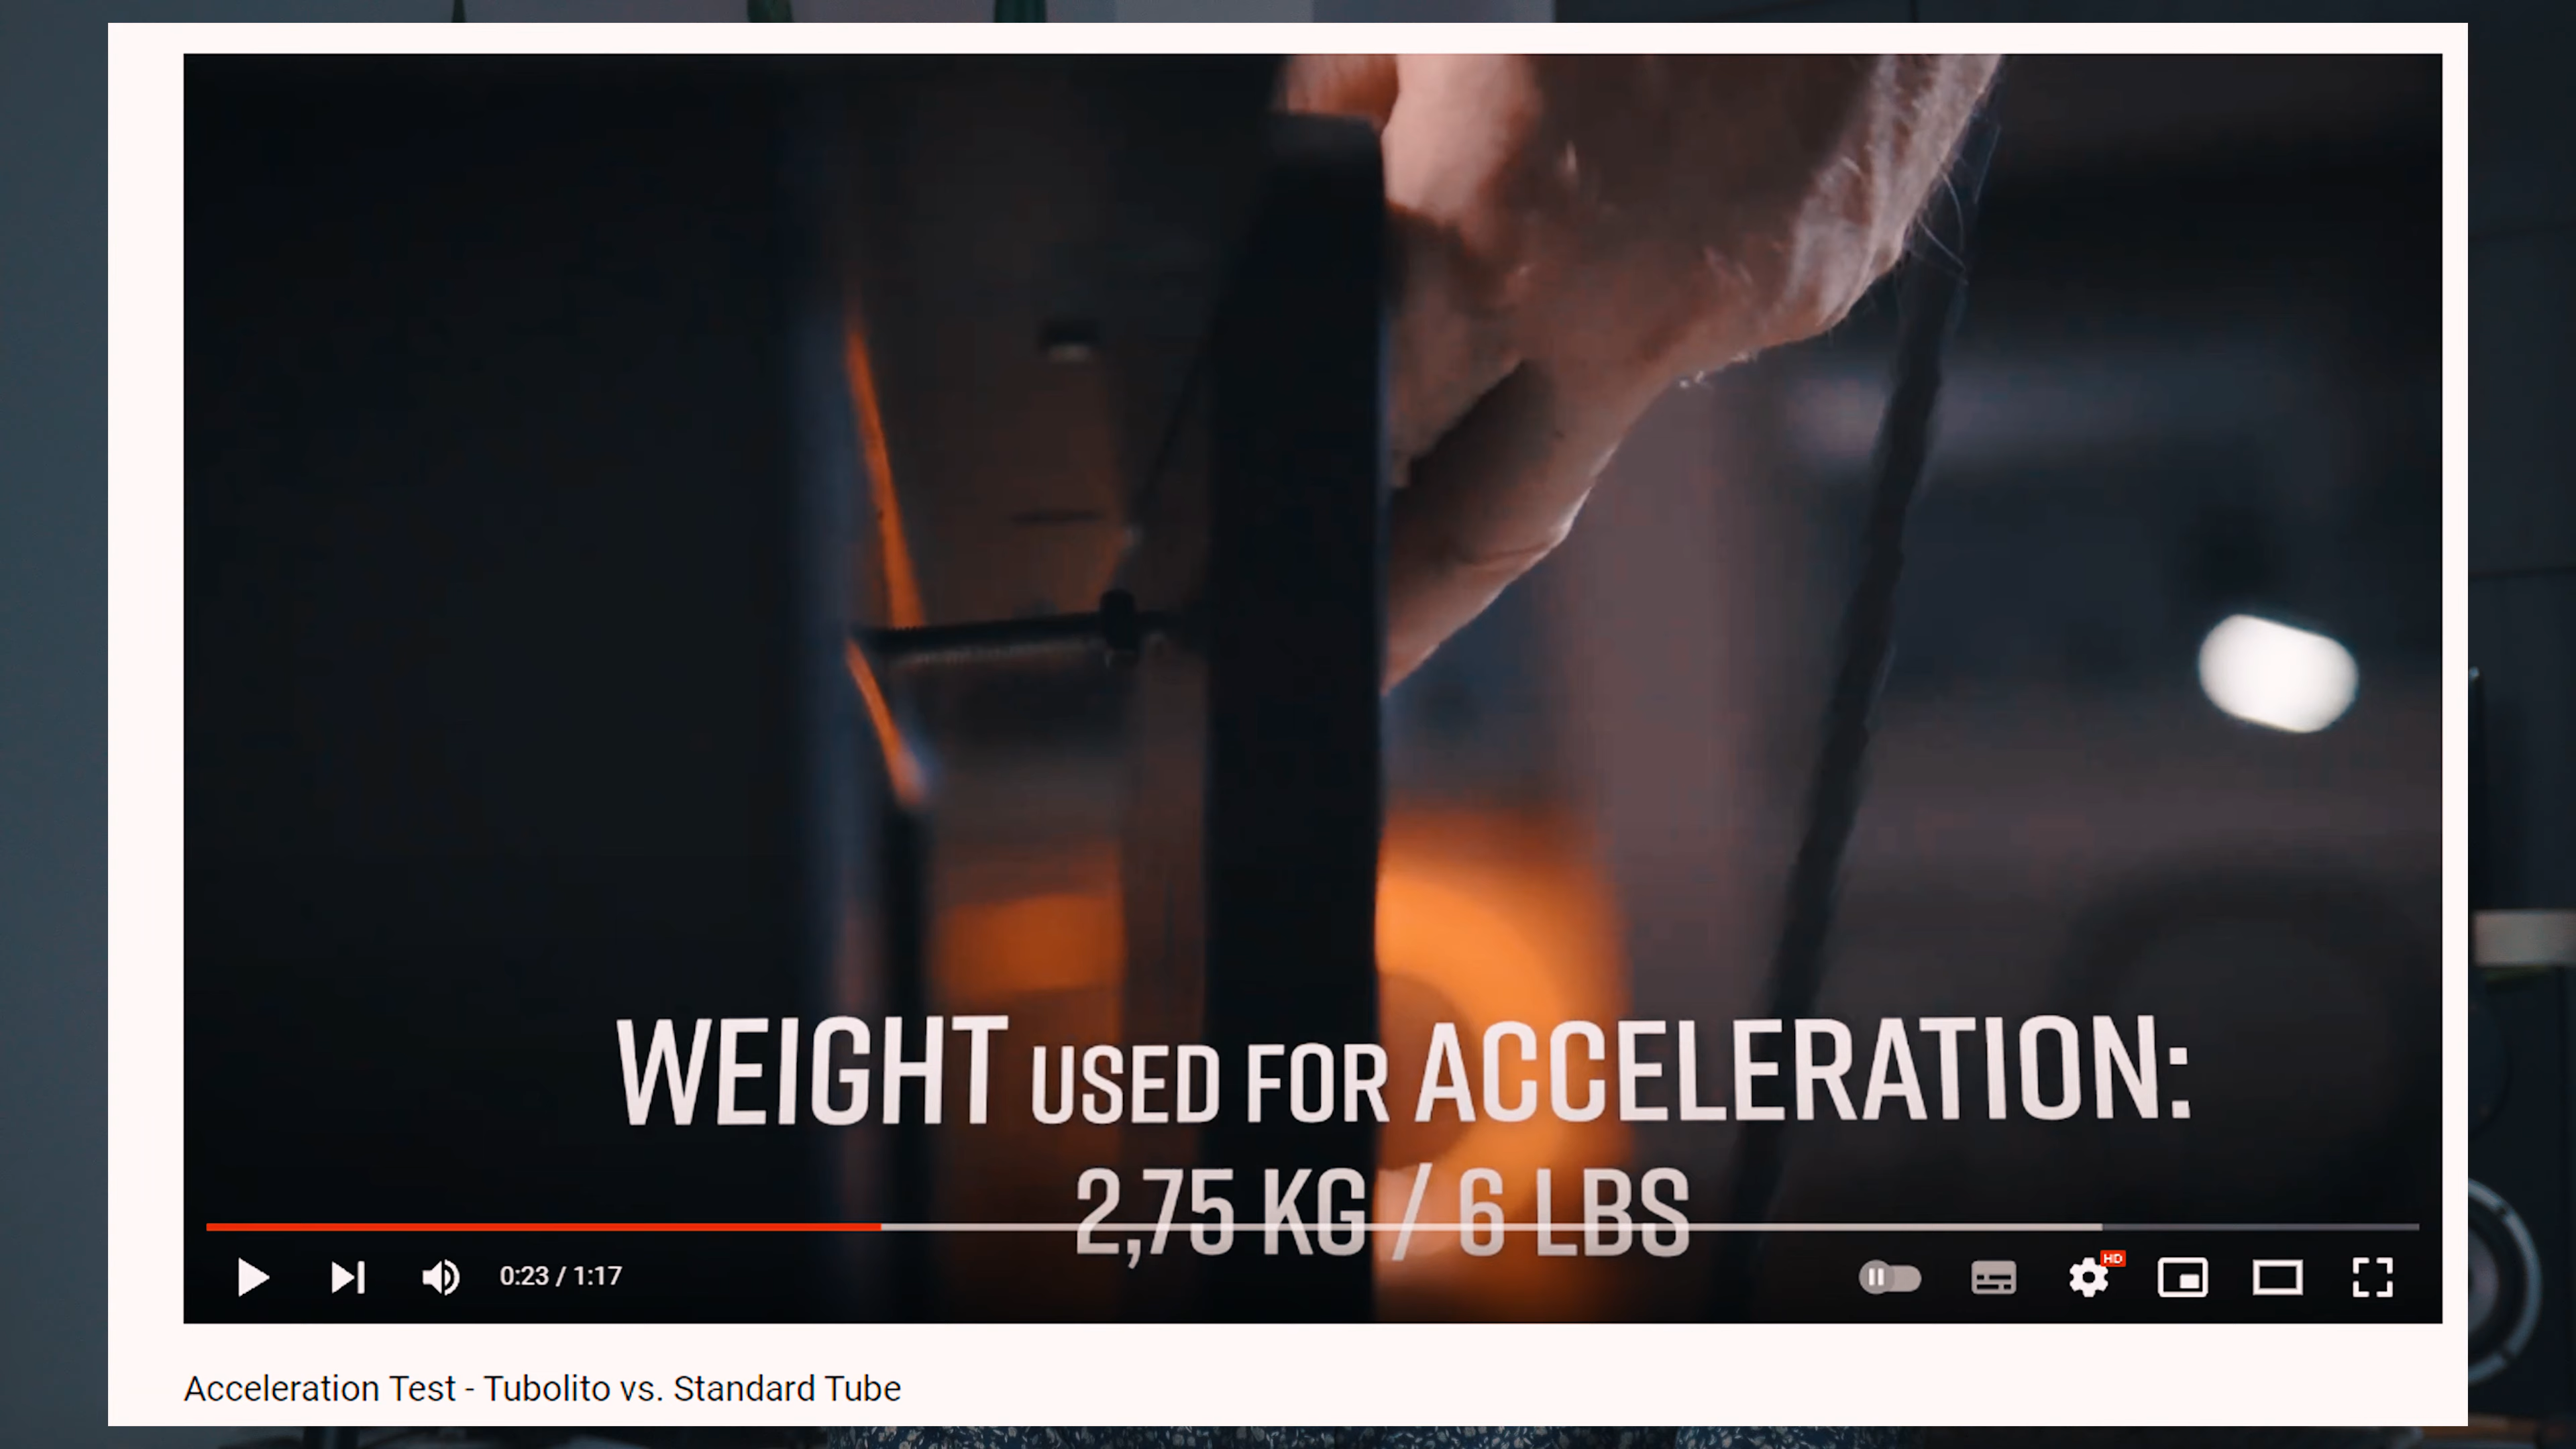 WEIGHT USED FOR ACCELERATION:
2,75 KG / 6 LBS
0:23 / 1:17
HD
Acceleration Test - Tubolito vs. Standard Tube